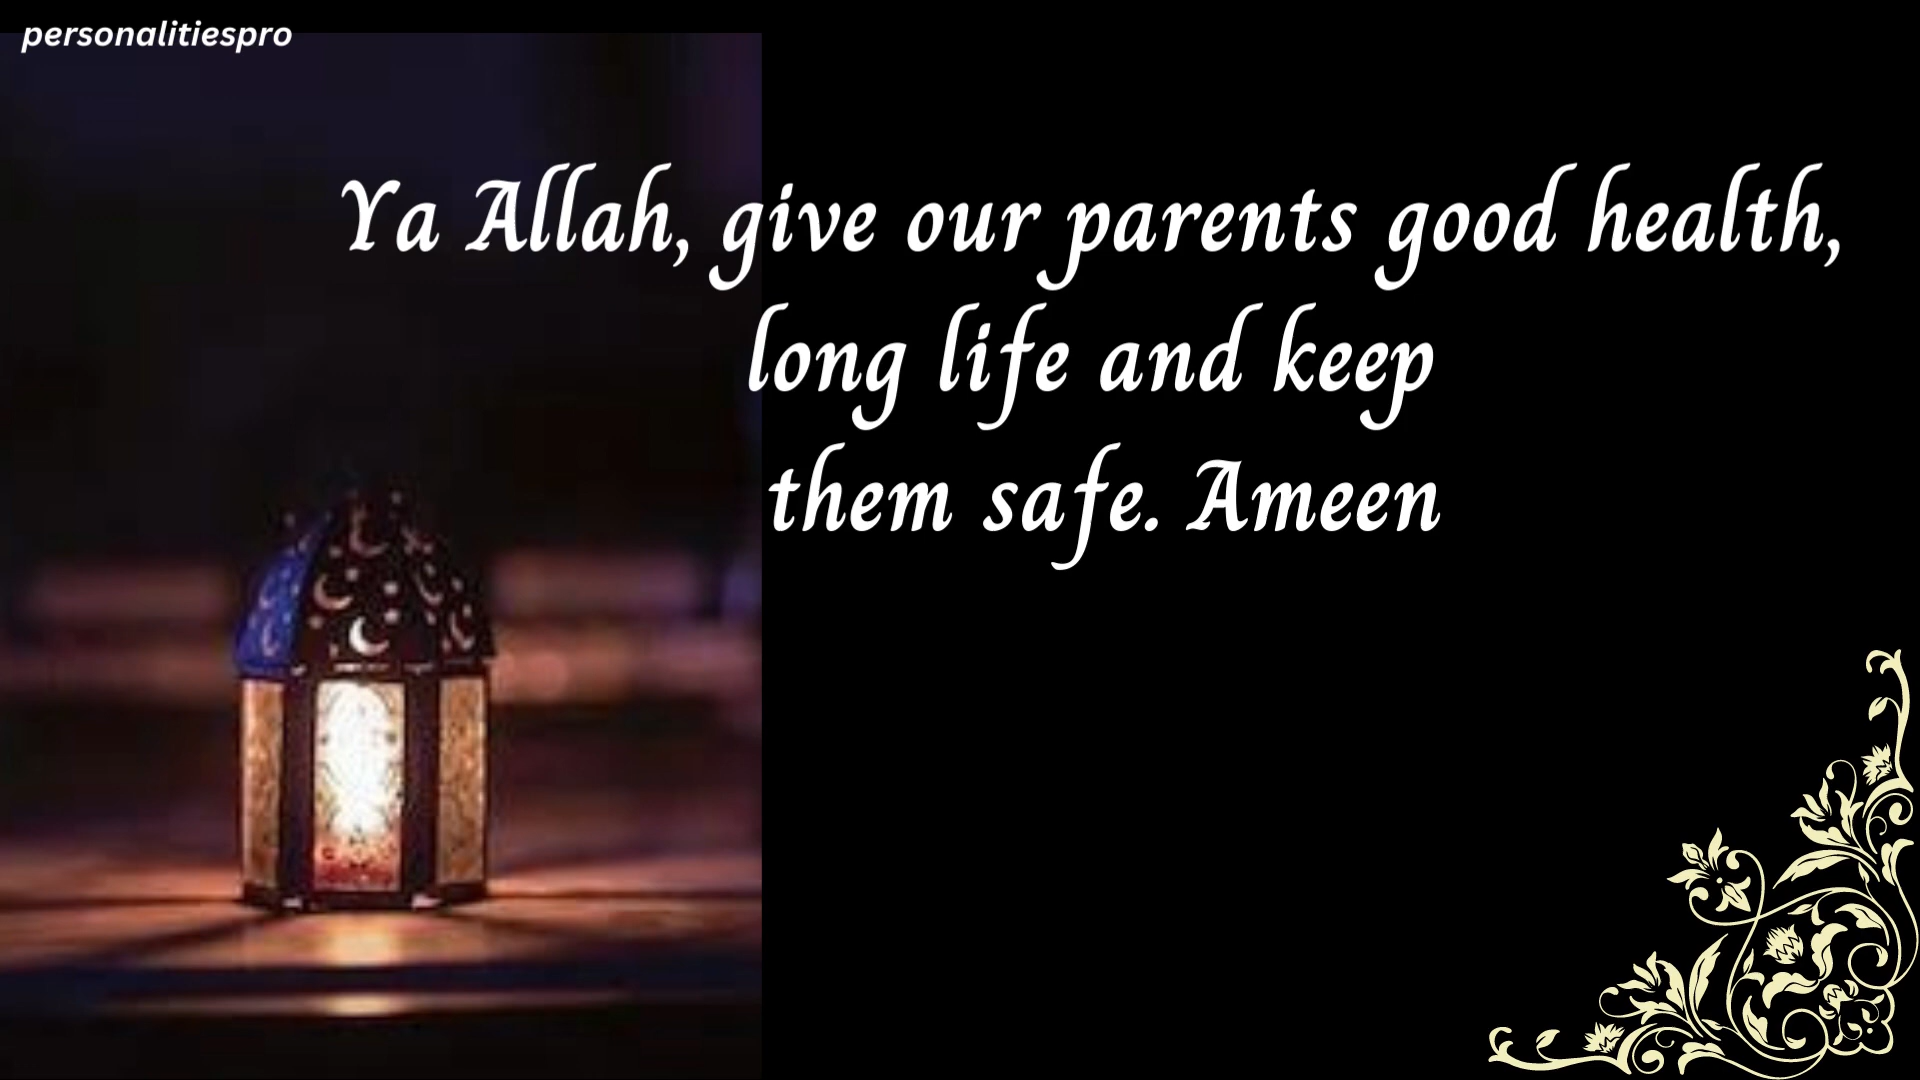 personalitiespro
Ya Allah, give our parents good health,
long life and keep
them safe. Ameen